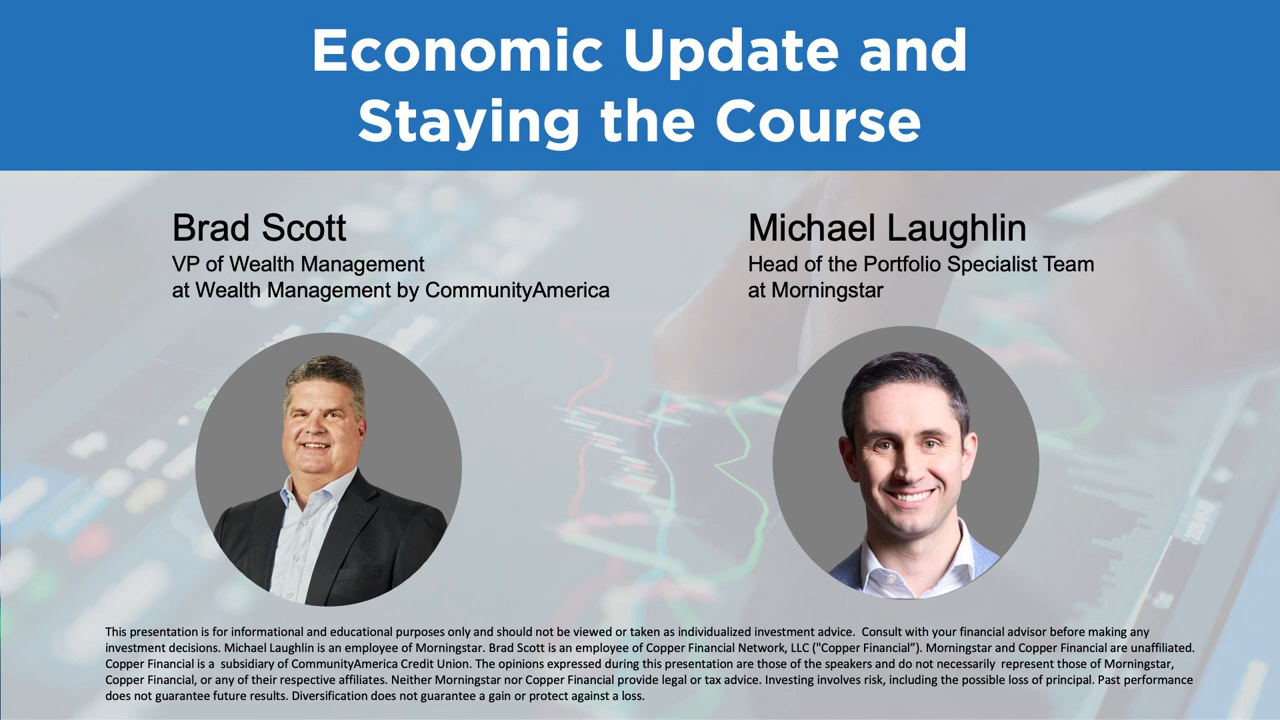 Economic Update and
Staying the Course
Brad Scott
VP of Wealth Management
at Wealth Management by CommunityAmerica
Michael Laughlin
Head of the Portfolio Specialist Team
at Morningstar
This presentation is for informational and educational purposes only and should not be viewed or taken as individualized investment advice.  Consult with your financial advisor before making any
investment decisions. Michael Laughlin is an employee of Morningstar. Brad Scott is an employee of Copper Financial Network, LLC ("Copper Financial”). Morningstar and Copper Financial are unaffiliated.
Copper Financial is a  subsidiary of CommunityAmerica Credit Union. The opinions expressed during this presentation are those of the speakers and do not necessarily  represent those of Morningstar,
Copper Financial, or any of their respective affiliates. Neither Morningstar nor Copper Financial provide legal or tax advice. Investing involves risk, including the possible loss of principal. Past performance
does not guarantee future results. Diversification does not guarantee a gain or protect against a loss.